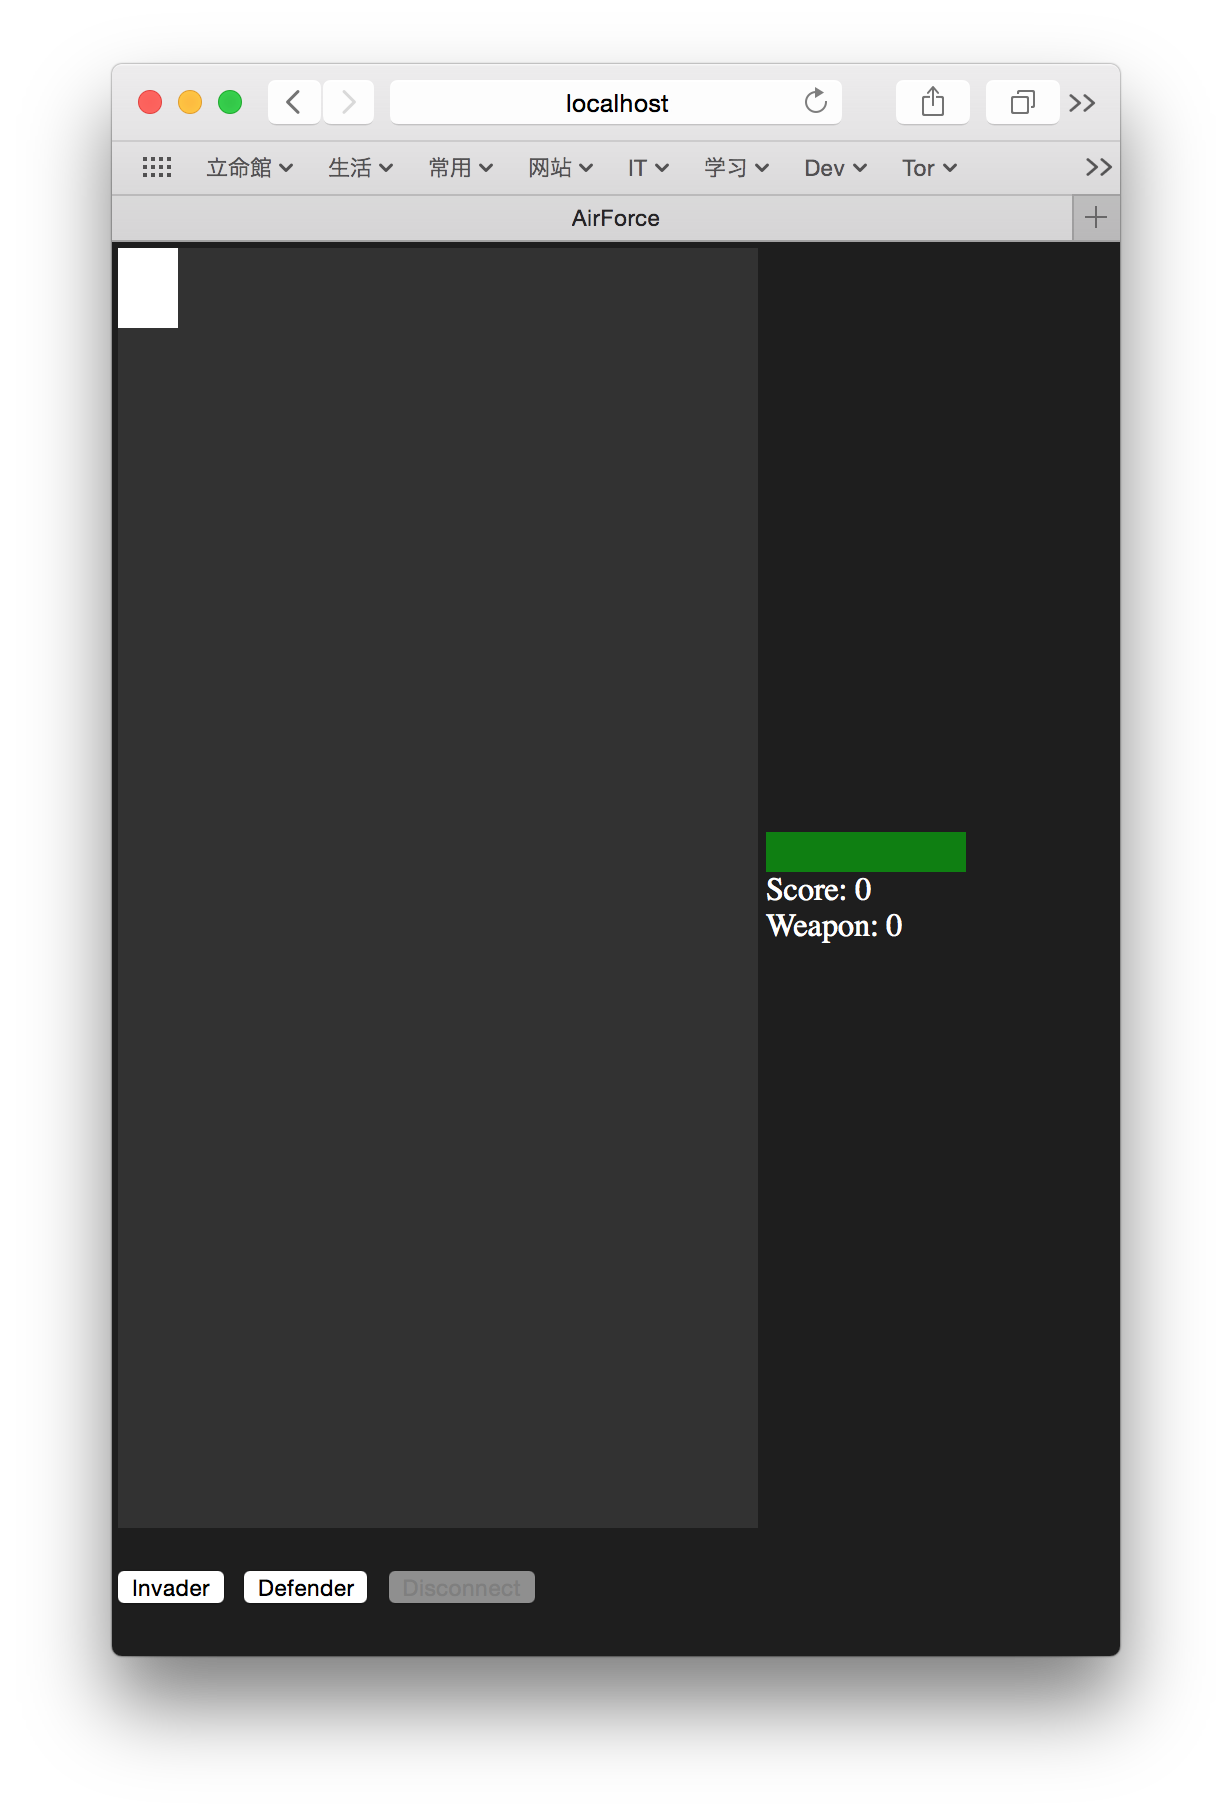 localhost
立命館 生活 常用 网站 IT 学习 Dev Tor
AirForce
Score: 0
Weapon: 0
Invader Defender Disconnect